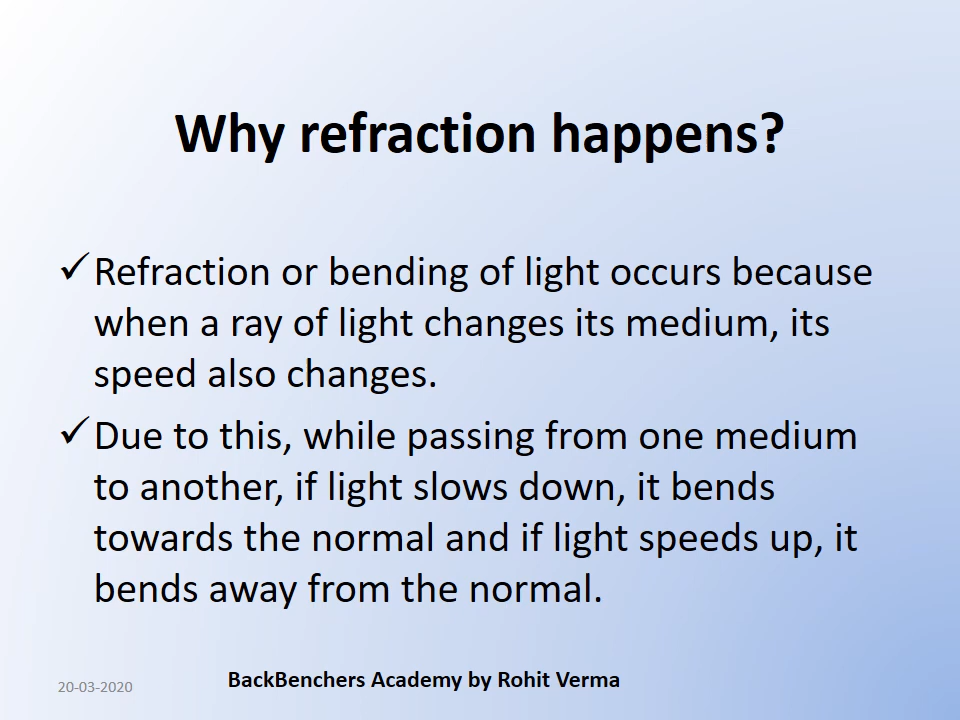 Why refraction happens?
✓Refraction or bending of light occurs because
when a ray of light changes its medium, its
speed also changes.
✓Due to this, while passing from one medium
to another, if light slows down, it bends
towards the normal and if light speeds up, it
bends away from the normal.
20-03-2020
BackBenchers Academy by Rohit Verma